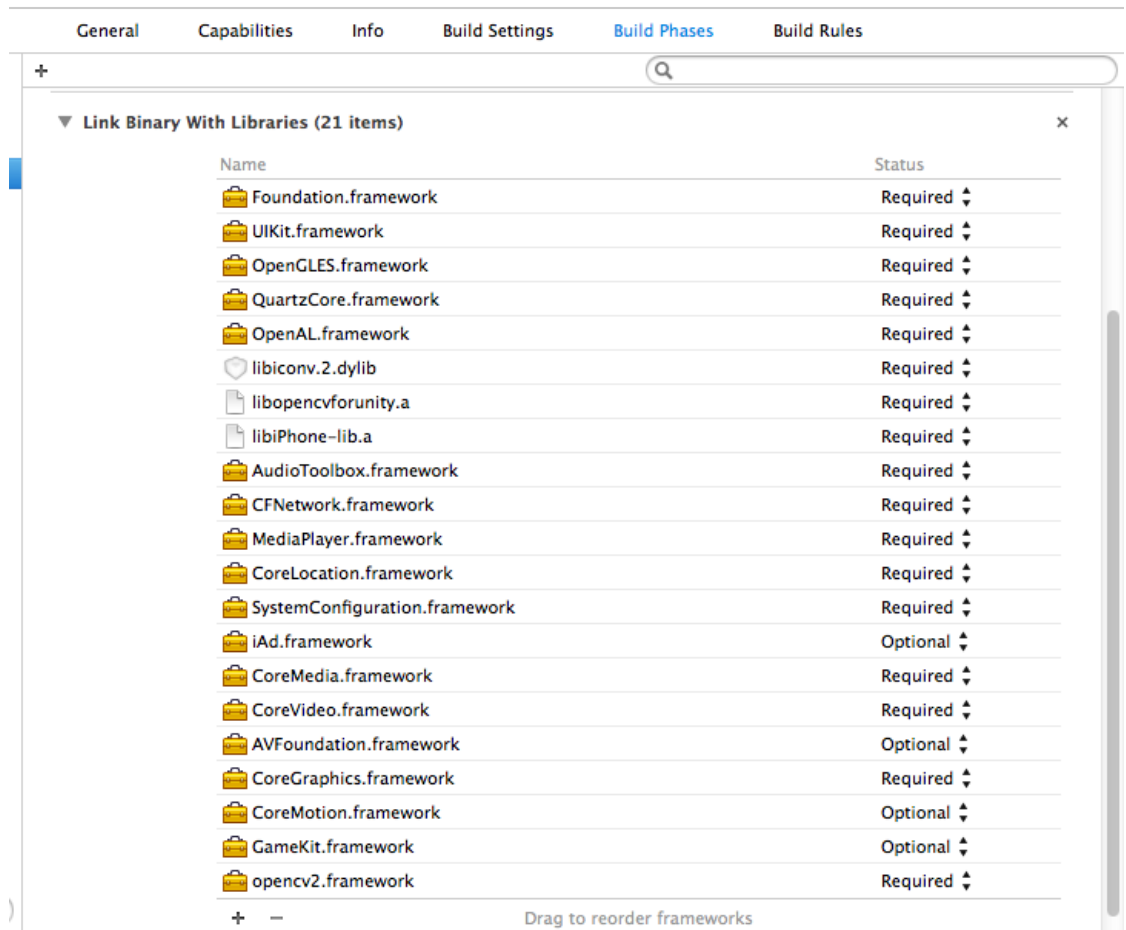 General Capabilities Info Build Settings Build Phases Build Rules
Link Binary With Libraries (21 items)
Name Status
Foundation.framework Required
UIKit.framework Required
OpenGLES.framework Required
QuartzCore.framework Required
OpenAL.framework Required
libiconv.2.dylib Required
libopencvforunity.a Required
libiPhone-lib.a Required
AudioToolbox.framework Required
CFNetwork.framework Required
MediaPlayer.framework Required
CoreLocation.framework Required
SystemConfiguration.framework Required
iAd.framework Optional
CoreMedia.framework Required
CoreVideo.framework Required
AVFoundation.framework Optional
CoreGraphics.framework Required
CoreMotion.framework Optional
GameKit.framework Optional
opencv2.framework Required
Drag to reorder frameworks